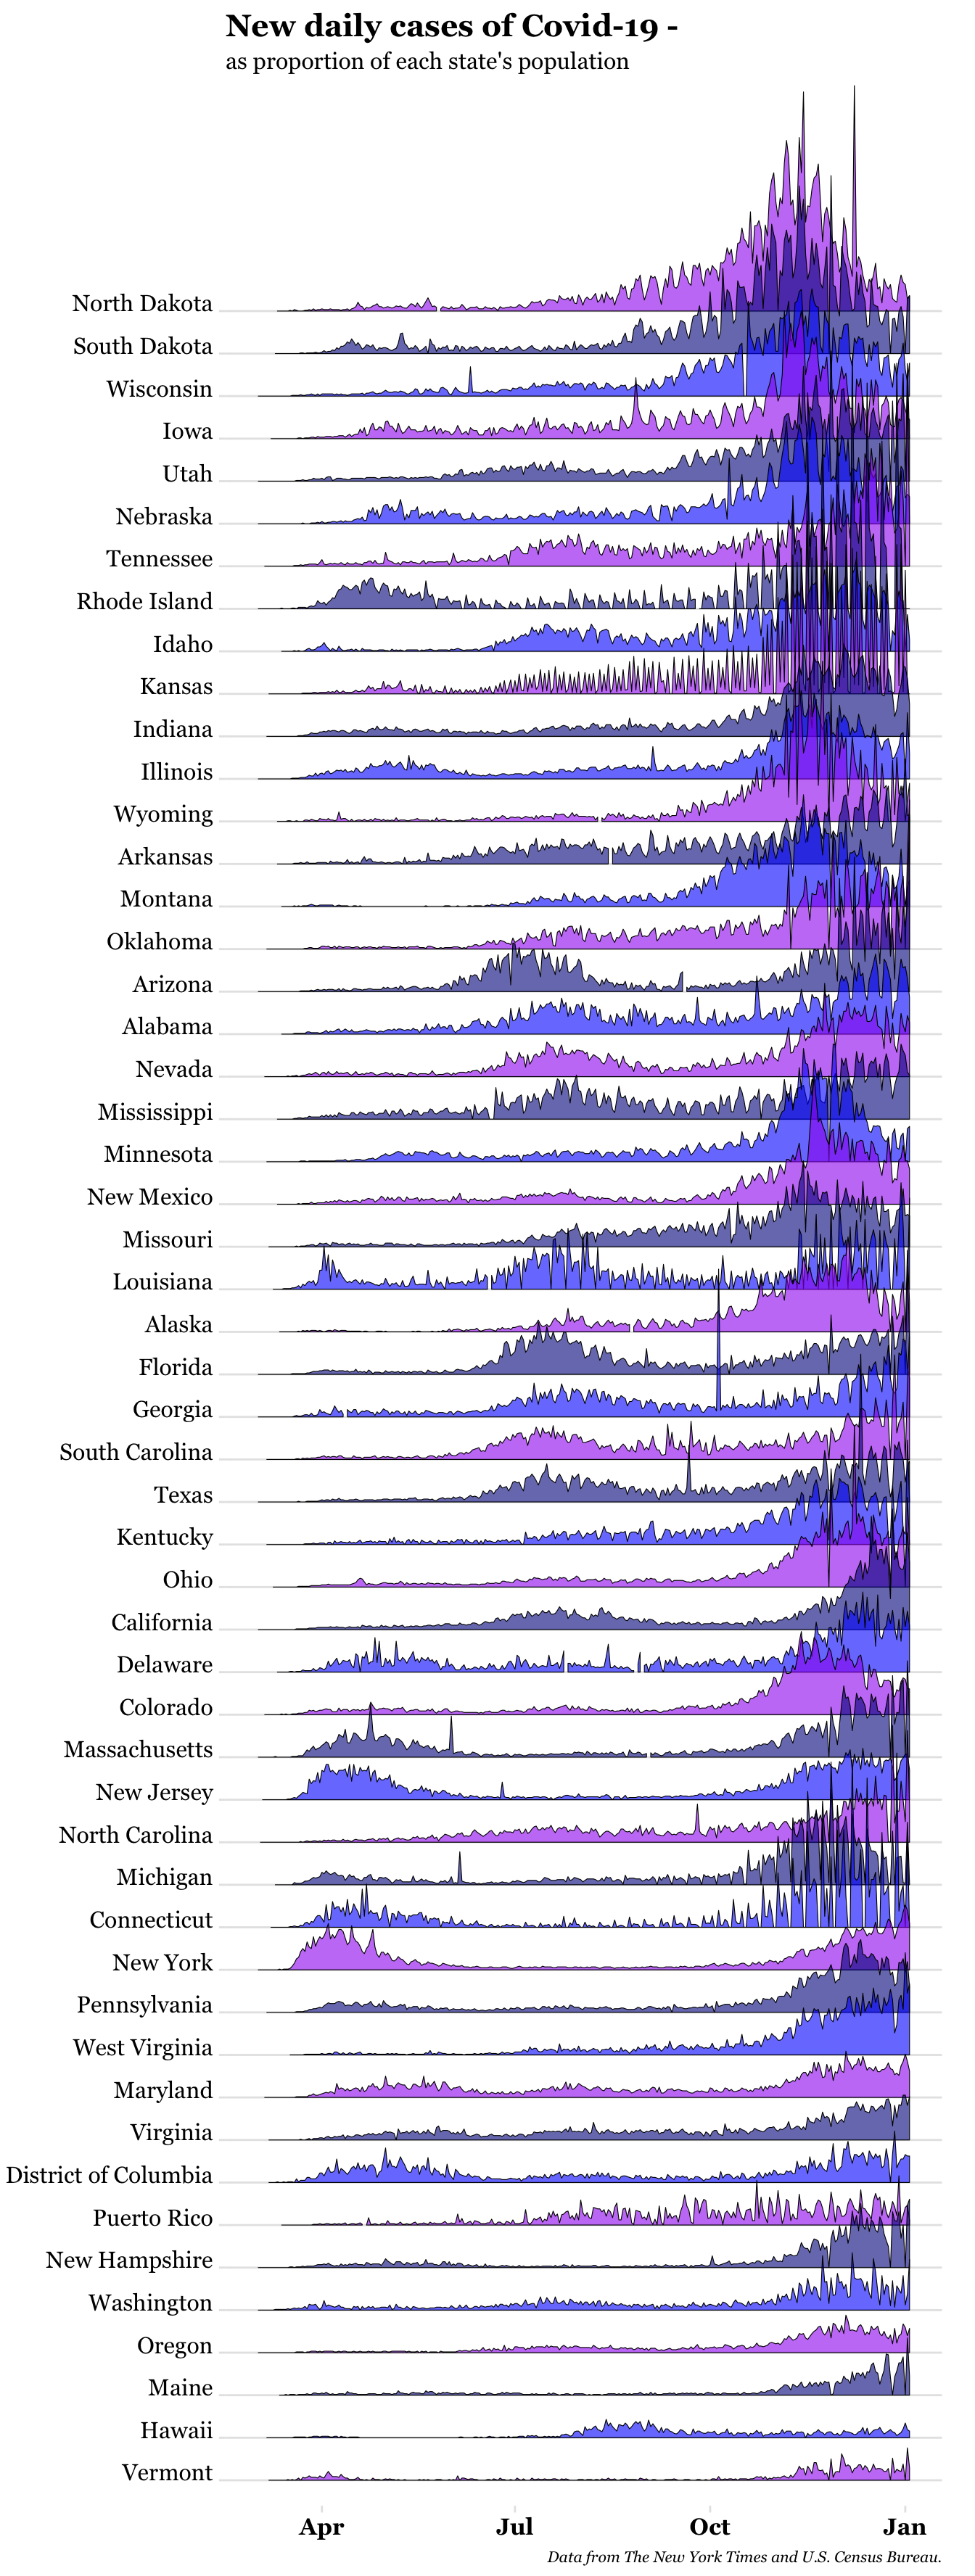 New daily cases of Covid-19 -
as proportion of each state's population
North Dakota
South Dakota
Wisconsin
Iowa
Utah
Nebraska
Tennessee
Rhode Island
Idaho
Kansas
Indiana
Illinois
Wyoming
Arkansas
Montana
Oklahoma
Arizona
Alabama
Nevada
Mississippi
Minnesota
New Mexico
Missouri
Louisiana
Alaska
Florida
Georgia
South Carolina
Texas
Kentucky
Ohio
California
Delaware
Colorado
Massachusetts
New Jersey
North Carolina
Michigan
Connecticut
New York
Pennsylvania
West Virginia
Maryland
Virginia
District of Columbia
Puerto Rico
New Hampshire
Washington
Oregon
Maine
Hawaii
Vermont
Apr Jul Oct Jan
Data from The New York Times and U.S. Census Bureau.